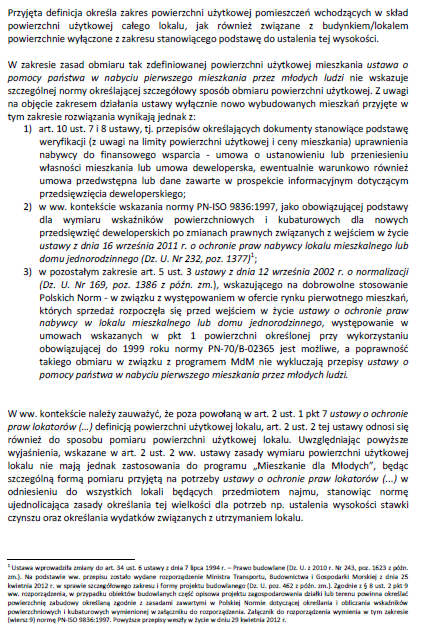 Przyjęta definicja określa zakres powierzchni użytkowej pomieszczeń wchodzących w skład
powierzchni użytkowej całego lokalu, jak również związane z budynkiem/lokalem
powierzchnie wyłączone z zakresu stanowiącego podstawę do ustalenia tej wysokości.
W zakresie zasad obmiaru tak zdefiniowanej powierzchni użytkowej mieszkania ustawa o
pomocy państwa w nabyciu pierwszego mieszkania przez młodych ludzi nie wskazuje
szczególnej normy określającej szczegółowy sposób obmiaru powierzchni użytkowej. Z uwagi
na objęcie zakresem działania ustawy wyłącznie nowo wybudowanych mieszkań przyjęte w
tym zakresie rozwiązania wynikają jednak z:
1) art. 10 ust. 7 i 8 ustawy, tj. przepisów określających dokumenty stanowiące podstawę
weryfikacji (z uwagi na limity powierzchni użytkowej i ceny mieszkania) uprawnienia
nabywcy do finansowego wsparcia - umowa o ustanowieniu lub przeniesieniu
własności mieszkania lub umowa deweloperska, ewentualnie warunkowo również
umowa przedwstępna lub dane zawarte w prospekcie informacyjnym dotyczącym
przedsięwzięcia deweloperskiego;
2) w ww. kontekście wskazania normy PN-ISO 9836:1997, jako obowiązującej podstawy
dla wymiaru wskaźników powierzchniowych i kubaturowych dla nowych
przedsięwzięć deweloperskich po zmianach prawnych związanych z wejściem w życie
ustawy z dnia 16 września 2011 r. o ochronie praw nabywcy lokalu mieszkalnego lub
domu jednorodzinnego (Dz. U. Nr 232, poz. 1377)¹;
3) w pozostałym zakresie art. 5 ust. 3 ustawy z dnia 12 września 2002 r. o normalizacji
(Dz. U. Nr 169, poz. 1386 z późn. zm.), wskazującego na dobrowolne stosowanie
Polskich Norm - w związku z występowaniem w ofercie rynku pierwotnego mieszkań,
których sprzedaż rozpoczęła się przed wejściem w życie ustawy o ochronie praw
nabywcy w lokalu mieszkalnego lub domu jednorodzinnego, występowanie w
umowach wskazanych w pkt 1 powierzchni określonej przy wykorzystaniu
obowiązującej do 1999 roku normy PN-70/B-02365 jest możliwe, a poprawność
takiego obmiaru w związku z programem MdM nie wykluczają przepisy ustawy o
pomocy państwa w nabyciu pierwszego mieszkania przez młodych ludzi.
W ww. kontekście należy zauważyć, że poza powołaną w art. 2 ust. 1 pkt 7 ustawy o ochronie
praw lokatorów (...) definicją powierzchni użytkowej lokalu, art. 2 ust. 2 tej ustawy odnosi się
również do sposobu pomiaru powierzchni użytkowej lokalu. Uwzględniając powyższe
wyjaśnienia, wskazane w art. 2 ust. 2 ww. ustawy zasady wymiaru powierzchni użytkowej
lokalu nie mają jednak zastosowania do programu „Mieszkanie dla Młodych", będąc
szczególną formą pomiaru przyjętą na potrzeby ustawy o ochronie praw lokatorów (...) w
odniesieniu do wszystkich lokali będących przedmiotem najmu, stanowiąc normę
ujednolicająca zasady określania tej wielkości dla potrzeb np. ustalenia wysokości stawki
czynszu oraz określania wydatków związanych z utrzymaniem lokalu.
¹ Ustawa wprowadziła zmiany do art. 34 ust. 6 ustawy z dnia 7 lipca 1994 r. – Prawo budowlane (Dz. U. z 2010 r. Nr 243, poz. 1623 z późn.
zm.). Na podstawie ww. przepisu zostało wydane rozporządzenie Ministra Transportu, Budownictwa i Gospodarki Morskiej z dnia 25
kwietnia 2012 r. w sprawie szczegółowego zakresu i formy projektu budowlanego (Dz. U. poz. 462 z późn. zm.). Zgodnie z § 8 ust. 2 pkt 9
ww. rozporządzenia, w przypadku obiektów budowlanych część opisowa projektu zagospodarowania działki lub terenu powinna określać
powierzchnię zabudowy określoną zgodnie z zasadami zawartymi w Polskiej Normie dotyczącej określania i obliczania wskaźników
powierzchniowych i kubaturowych wymienionej w załączniku do rozporządzenia. Załącznik do rozporządzenia wymienia w tym zakresie
(wiersz 9) normę PN-ISO 9836:1997. Powyższe przepisy weszły w życie w dniu 29 kwietnia 2012 r.